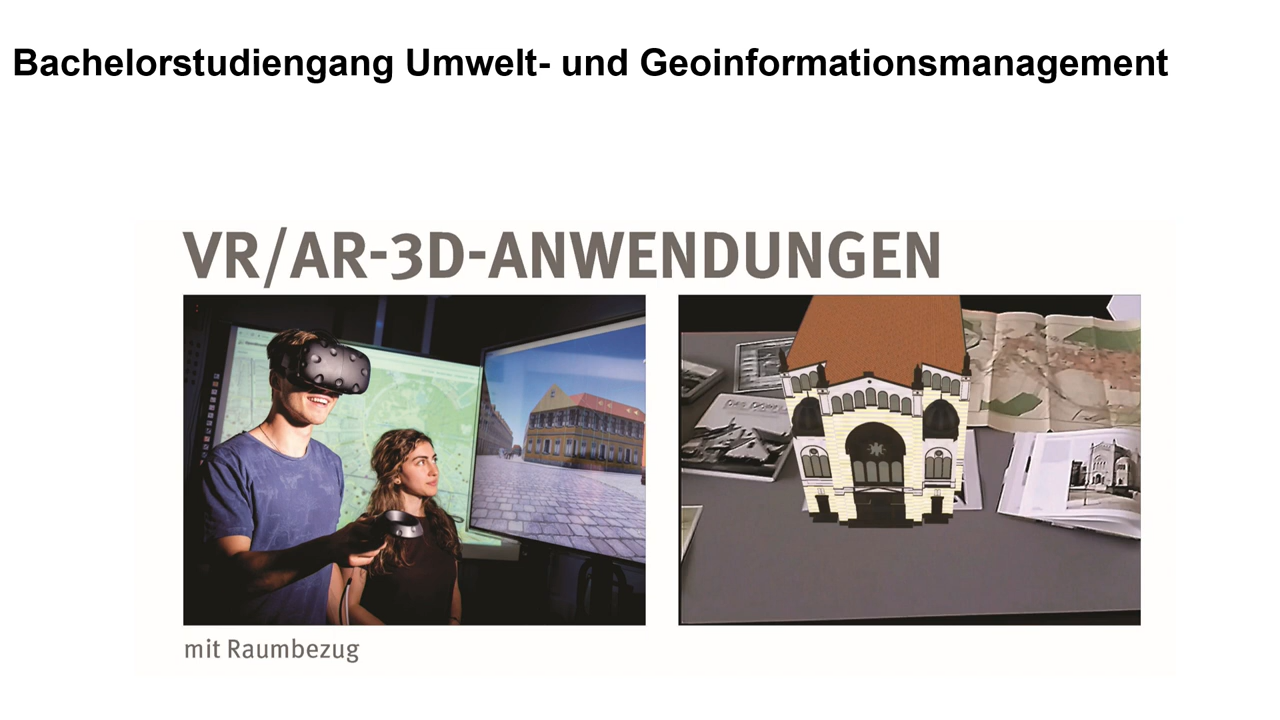 Bachelorstudiengang Umwelt- und Geoinformationsmanagement
VR/AR-3D-ANWENDUNGEN
mit Raumbezug